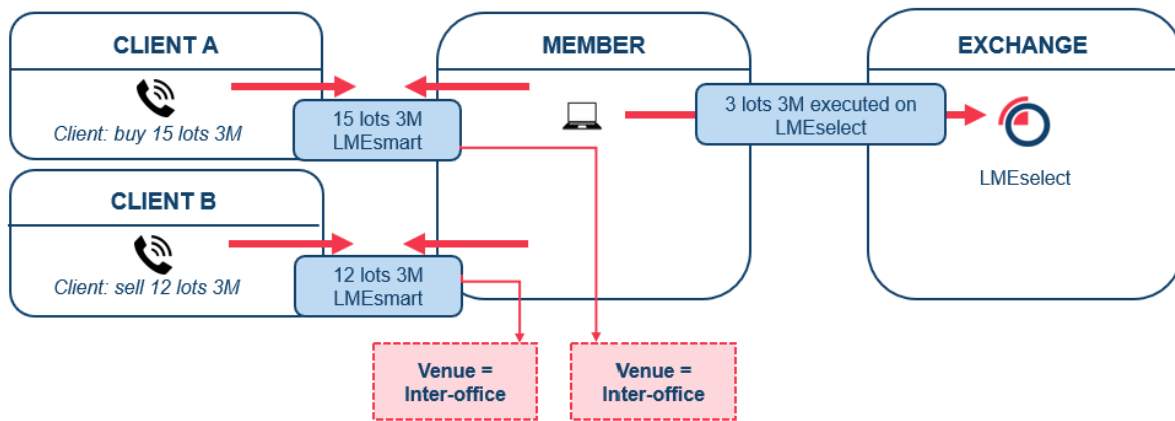 CLIENT A
MEMBER
EXCHANGE
Client: buy 15 lots 3M
15 lots 3M
LMEsmart
3 lots 3M executed on
LMEselect
LMEselect
CLIENT B
Client: sell 12 lots 3M
12 lots 3M
LMEsmart
Venue =
Inter-office
Venue =
Inter-office